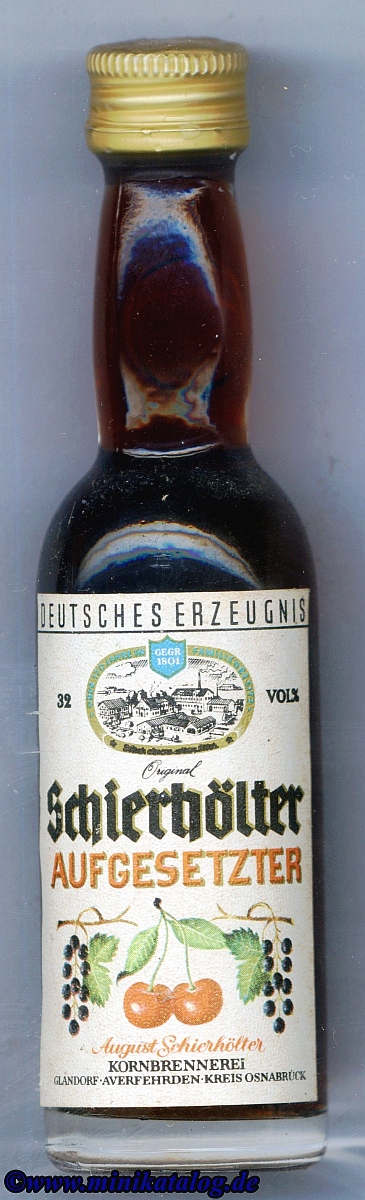 DEUTSCHES ERZEUGNIS
GEGR
1801
32 VOL%
Original
Schierhölter
AUFGESETZTER
August Schierhölter
KORNBRENNEREI
GLANDORF·AVERFEHRDEN·KREIS OSNABRÜCK
©www.minikatalog.de